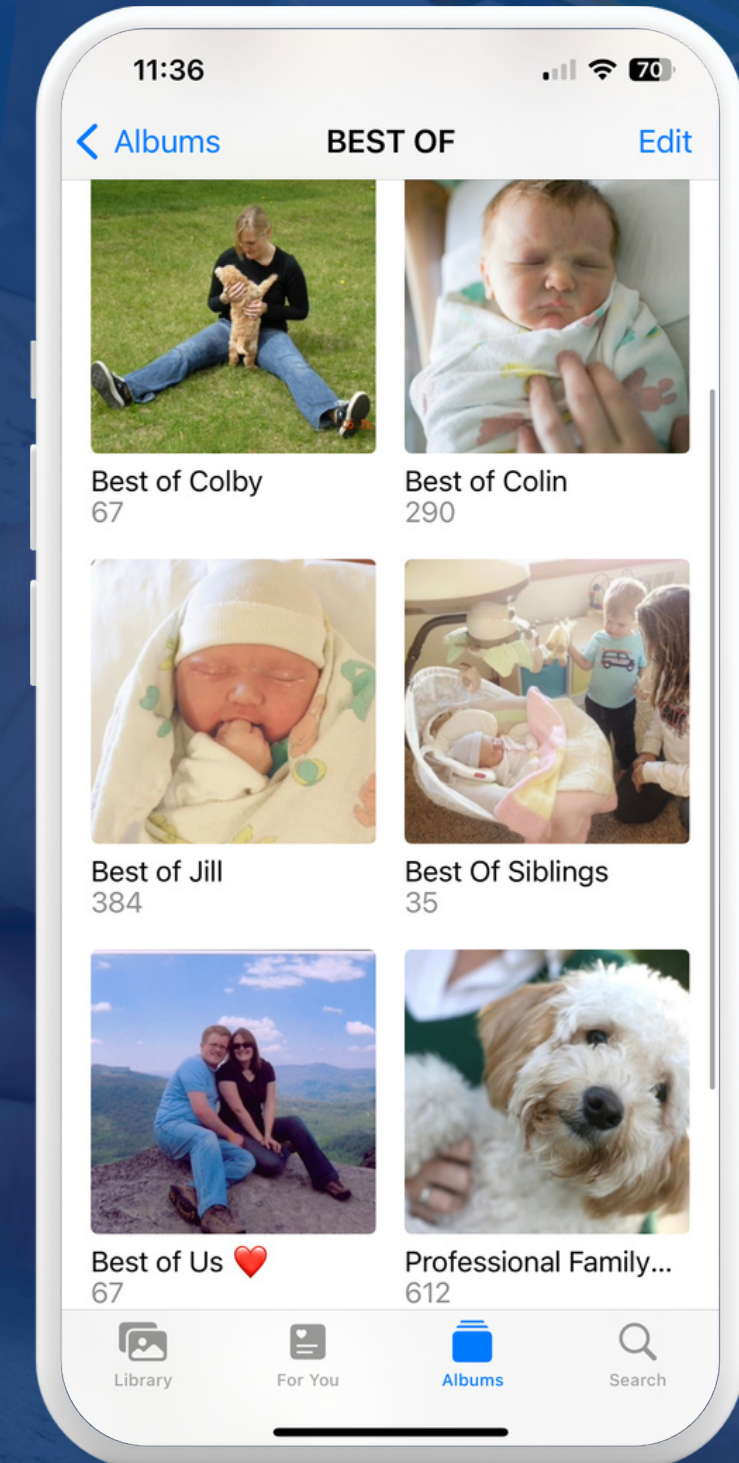 11:36
70
Albums
BEST OF
Edit
Best of Colby
67
Best of Colin
290
Best of Jill
384
Best Of Siblings
35
Best of Us ❤️
67
Professional Family...
612
Library
For You
Albums
Search